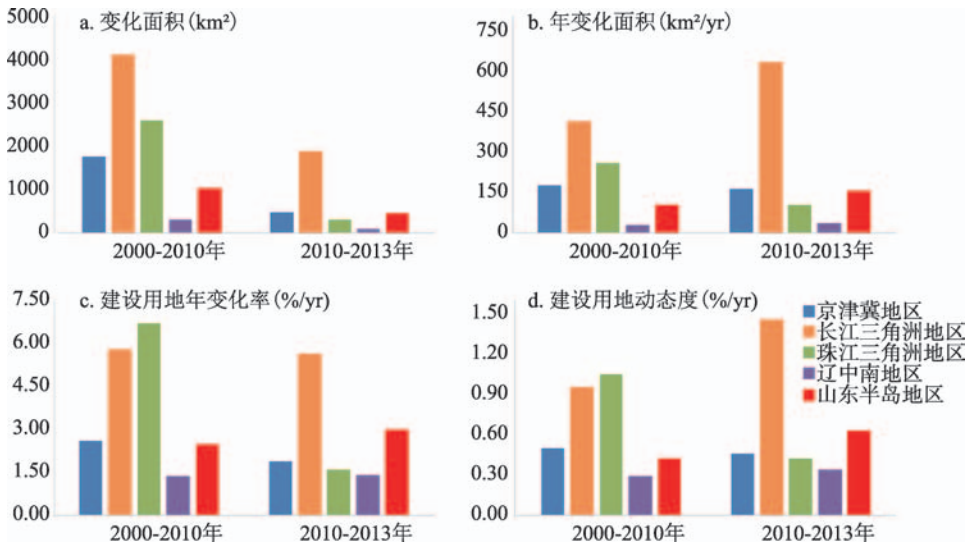 a. 变化面积(km²)
5000
4000
3000
2000
1000
0
2000-2010年
2010-2013年
b. 年变化面积(km²/yr)
750
600
450
300
150
0
2000-2010年
2010-2013年
c. 建设用地年变化率(%/yr)
7.50
6.00
4.50
3.00
1.50
0.00
2000-2010年
2010-2013年
d. 建设用地动态度(%/yr)
1.50
1.20
0.90
0.60
0.30
0.00
2000-2010年
2010-2013年
京津冀地区
长江三角洲地区
珠江三角洲地区
辽中南地区
山东半岛地区